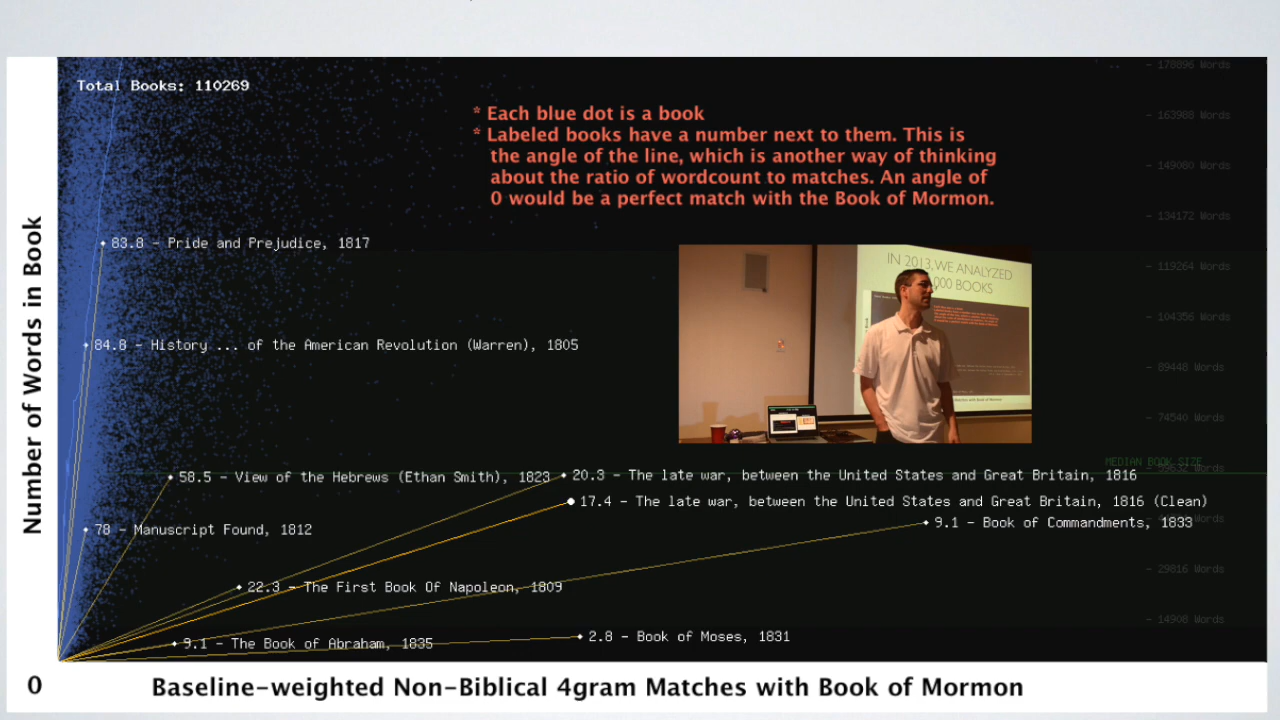 Total Books: 110269
* Each blue dot is a book
* Labeled books have a number next to them. This is
the angle of the line, which is another way of thinking
about the ratio of wordcount to matches. An angle of
0 would be a perfect match with the Book of Mormon.
- 178896 Words
- 163988 Words
- 149080 Words
- 134172 Words
- 119264 Words
- 104356 Words
- 89448 Words
- 74540 Words
MEDIAN BOOK SIZE
- 29816 Words
- 14908 Words
IN 2013, WE ANALYZED
000 BOOKS
83.8 - Pride and Prejudice, 1817
84.8 - History ... of the American Revolution (Warren), 1805
58.5 - View of the Hebrews (Ethan Smith), 1823
20.3 - The late war, between the United States and Great Britain, 1816
17.4 - The late war, between the United States and Great Britain, 1816 (Clean)
9.1 - Book of Commandments, 1833
78 - Manuscript Found, 1812
22.3 - The First Book Of Napoleon, 1809
9.1 - The Book of Abraham, 1835
2.8 - Book of Moses, 1831
Number of Words in Book
0
Baseline-weighted Non-Biblical 4gram Matches with Book of Mormon